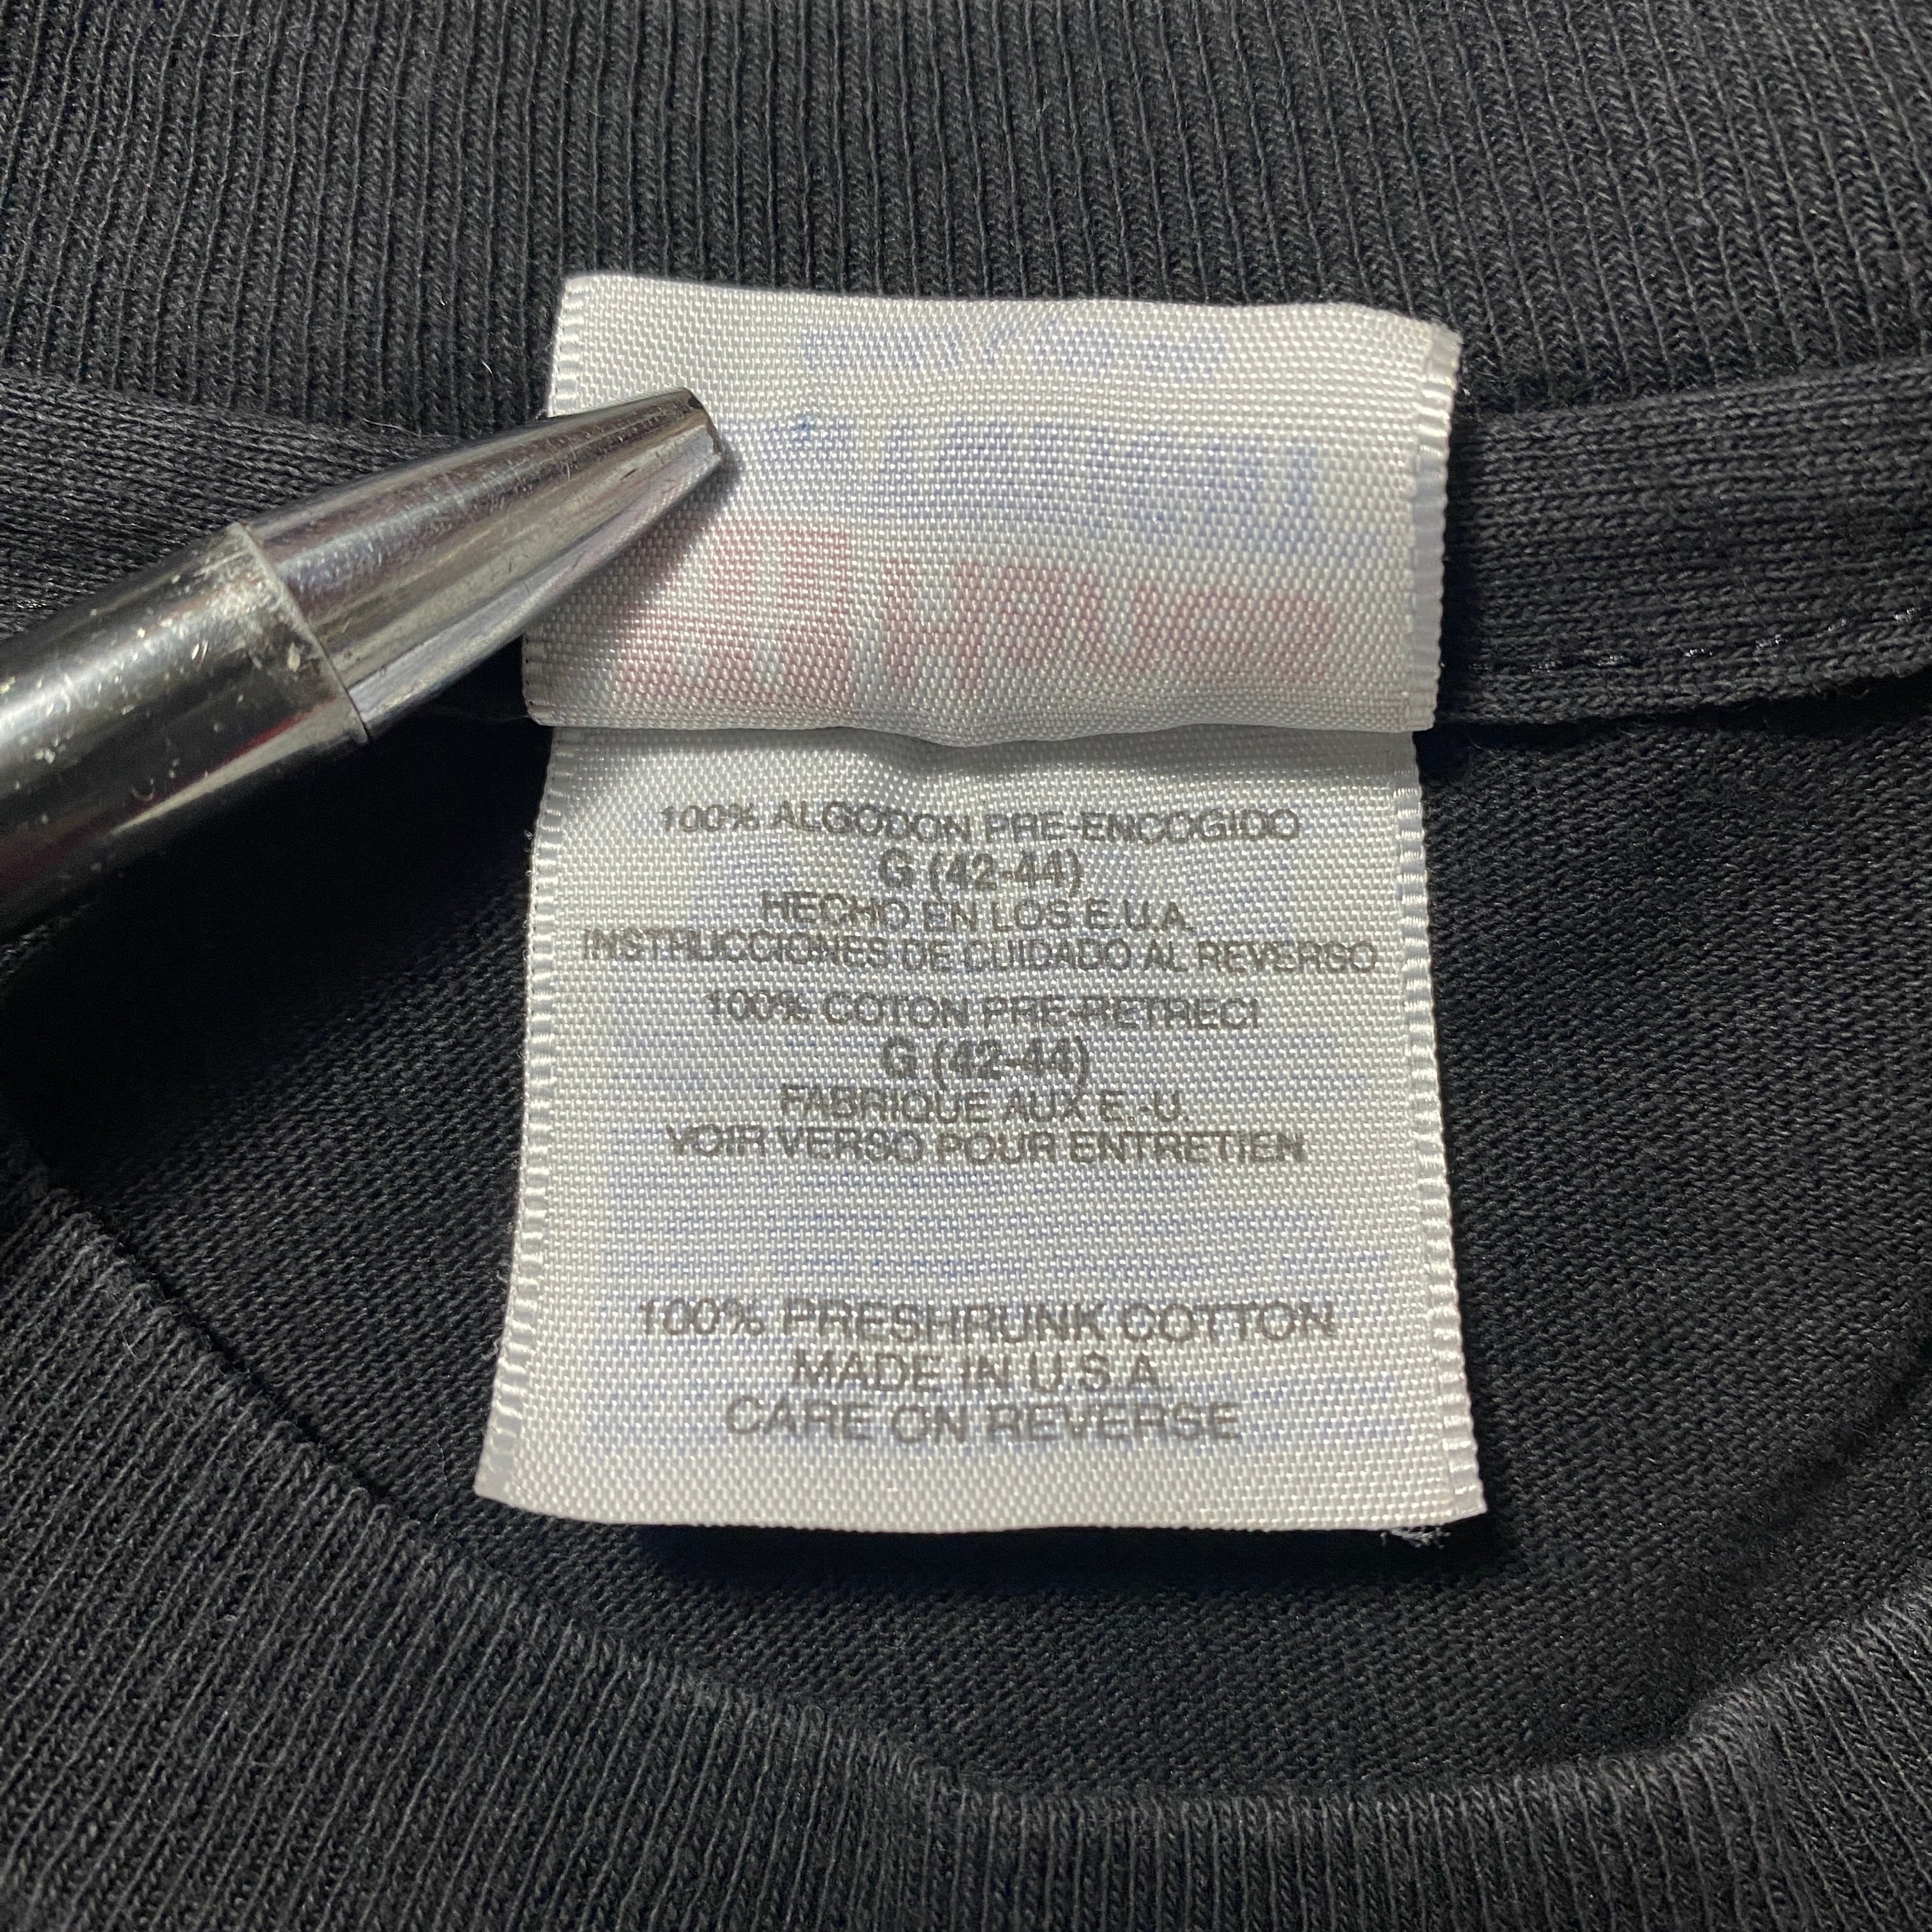 100% ALGODON PRE-ENCOGIDO
G (42-44)
HECHO EN LOS E.U.A.
INSTRUCCIONES DE CUIDADO AL REVERSO
100% COTON PRE-RETRECI
G (42-44)
FABRIQUE AUX E.-U.
VOIR VERSO POUR ENTRETIEN
100% PRESHRUNK COTTON
MADE IN U.S.A.
CARE ON REVERSE